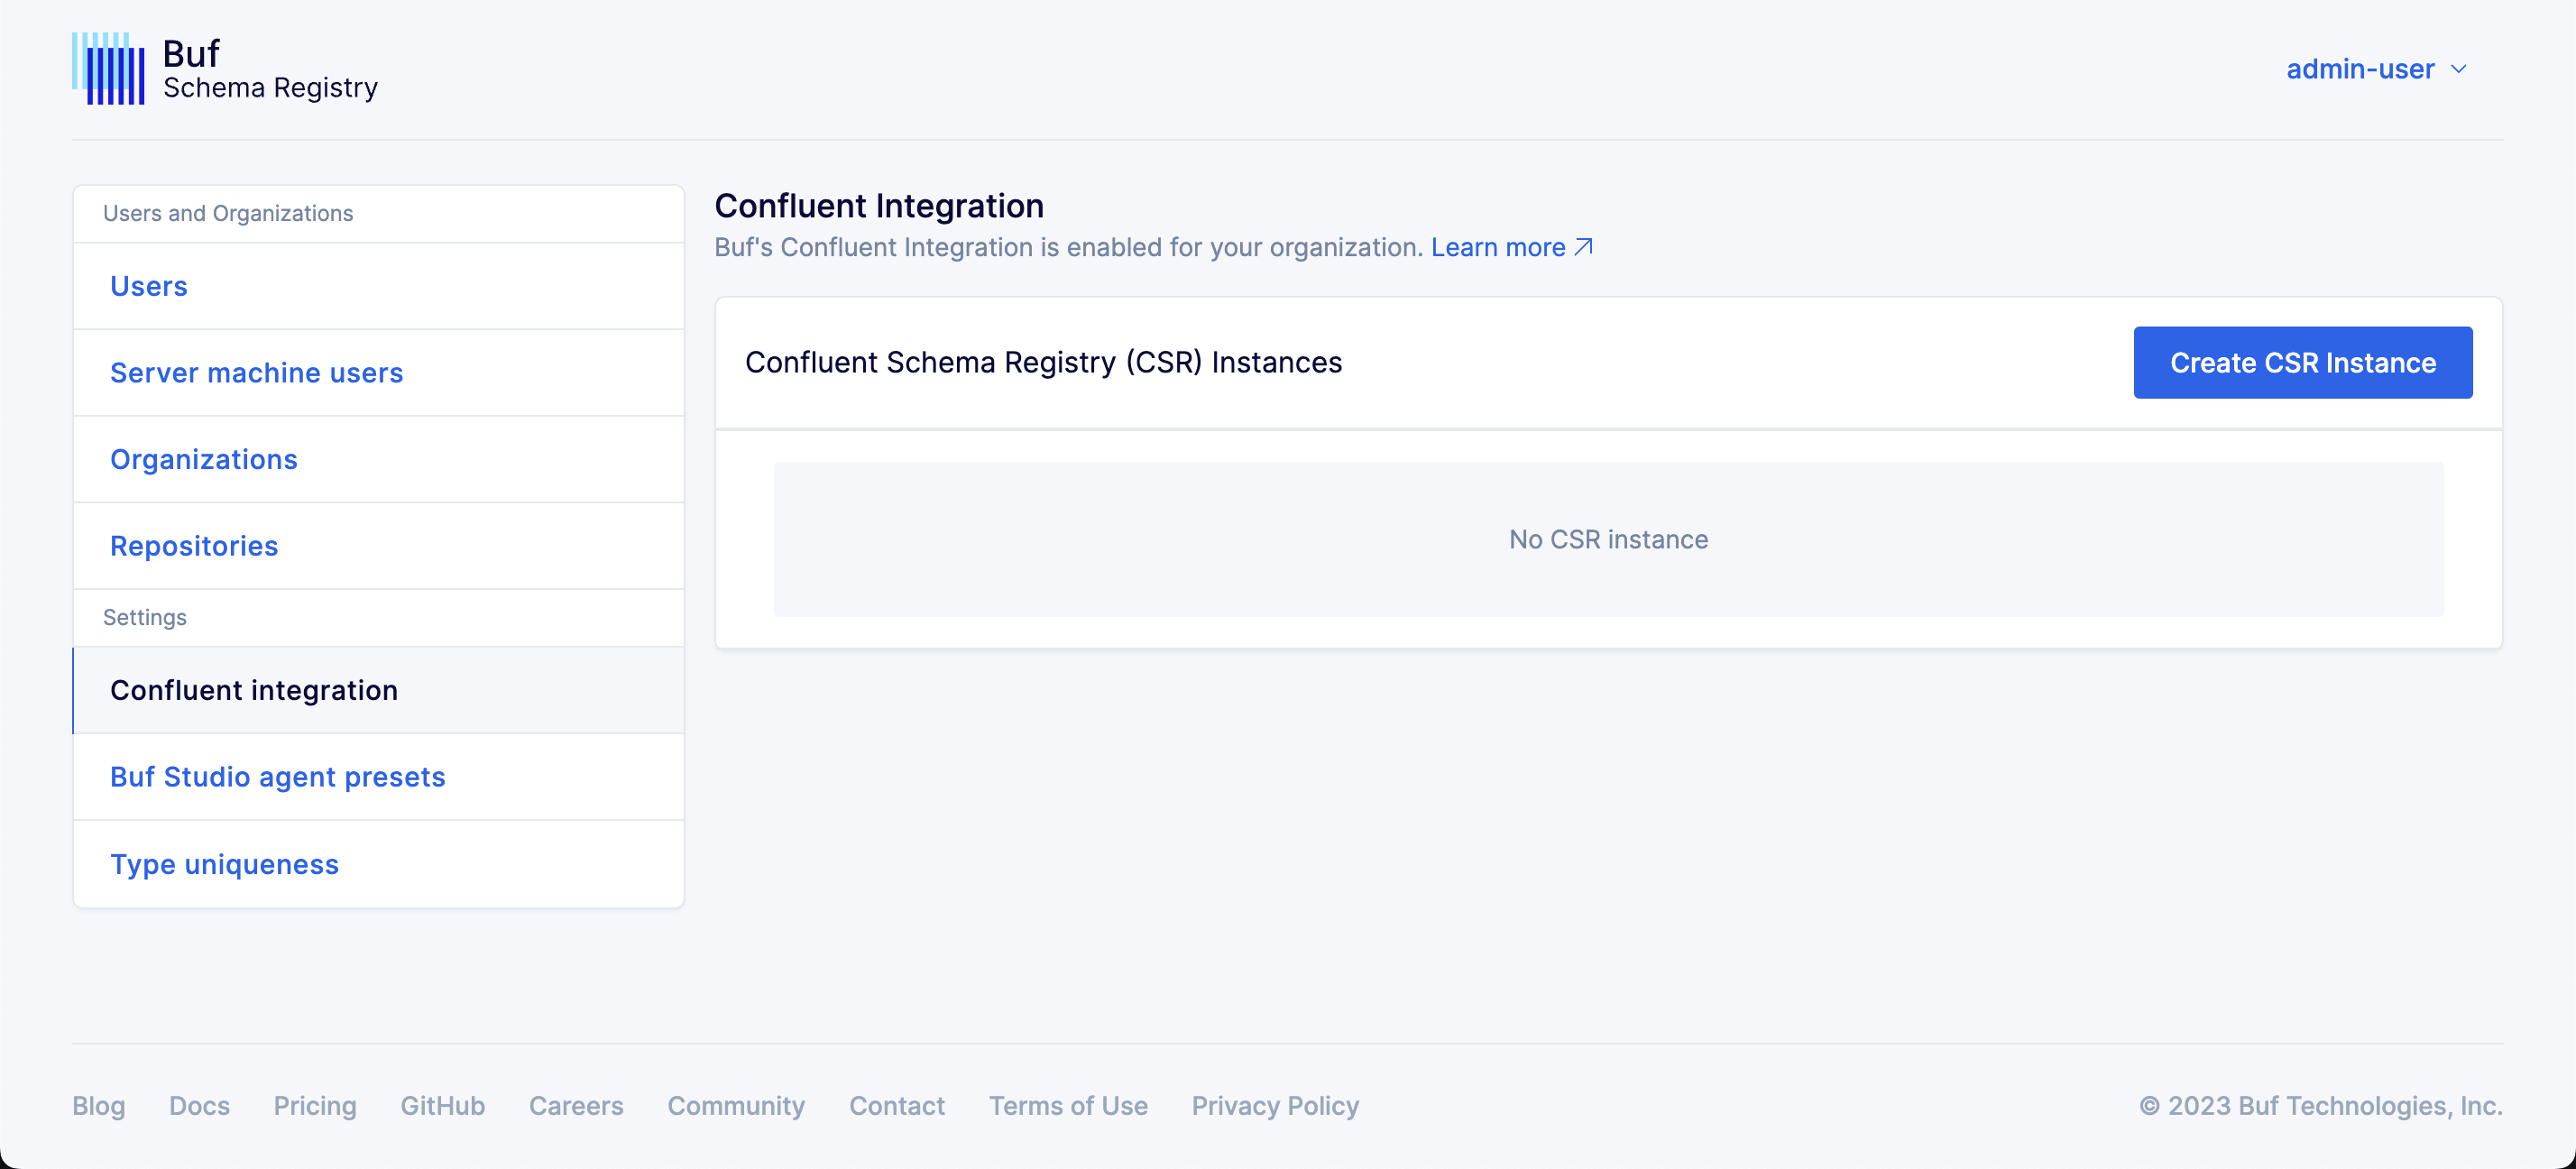 Buf
Schema Registry
admin-user
Users and Organizations
Users
Server machine users
Organizations
Repositories
Settings
Confluent integration
Buf Studio agent presets
Type uniqueness
Confluent Integration
Buf's Confluent Integration is enabled for your organization. Learn more
Confluent Schema Registry (CSR) Instances
Create CSR Instance
No CSR instance
Blog Docs Pricing GitHub Careers Community Contact Terms of Use Privacy Policy
© 2023 Buf Technologies, Inc.